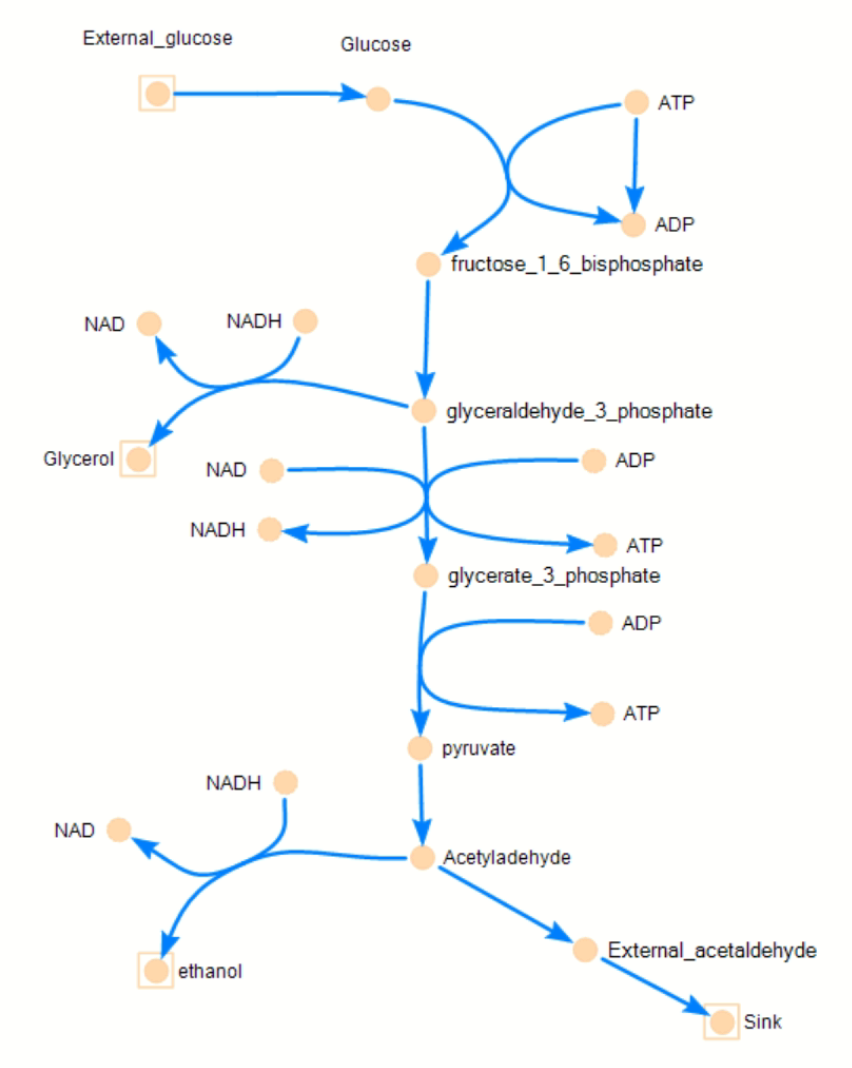 External_glucose
Glucose
ATP
ADP
fructose_1_6_bisphosphate
NAD
NADH
glyceraldehyde_3_phosphate
Glycerol
NAD
ADP
NADH
ATP
glycerate_3_phosphate
ADP
ATP
pyruvate
NADH
NAD
Acetyladehyde
External_acetaldehyde
ethanol
Sink